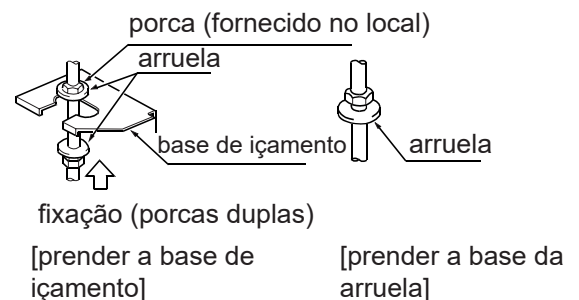 porca (fornecido no local)
arruela
base de içamento
arruela
fixação (porcas duplas)
[prender a base de
içamento]
[prender a base da
arruela]